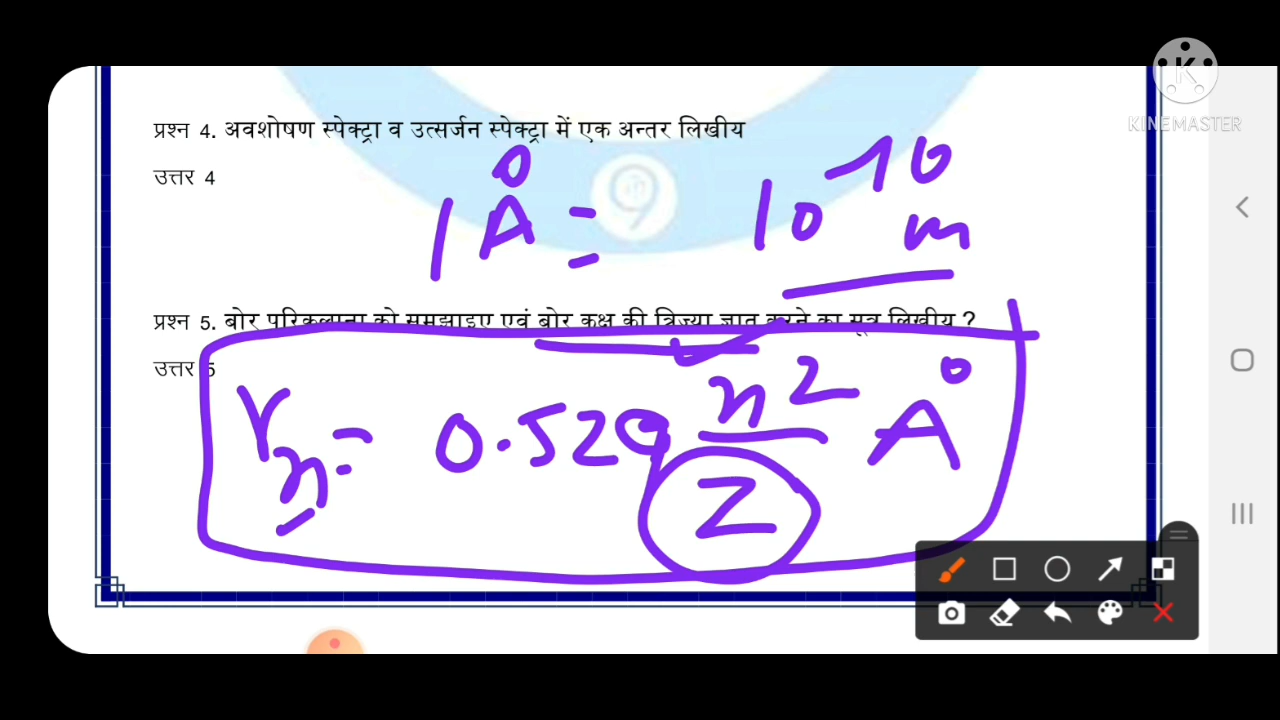 KINEMASTER
प्रश्न 4. अवशोषण स्पेक्ट्रा व उत्सर्जन स्पेक्ट्रा में एक अन्तर लिखीय
उत्तर 4
1 Å = 10⁻¹⁰ m
प्रश्न 5. बोर परिकल्पना को समझाइए एवं बोर कक्ष की त्रिज्या ज्ञात करने का सूत्र लिखीय ?
उत्तर 5
rₙ = 0.529 n²/Z Å